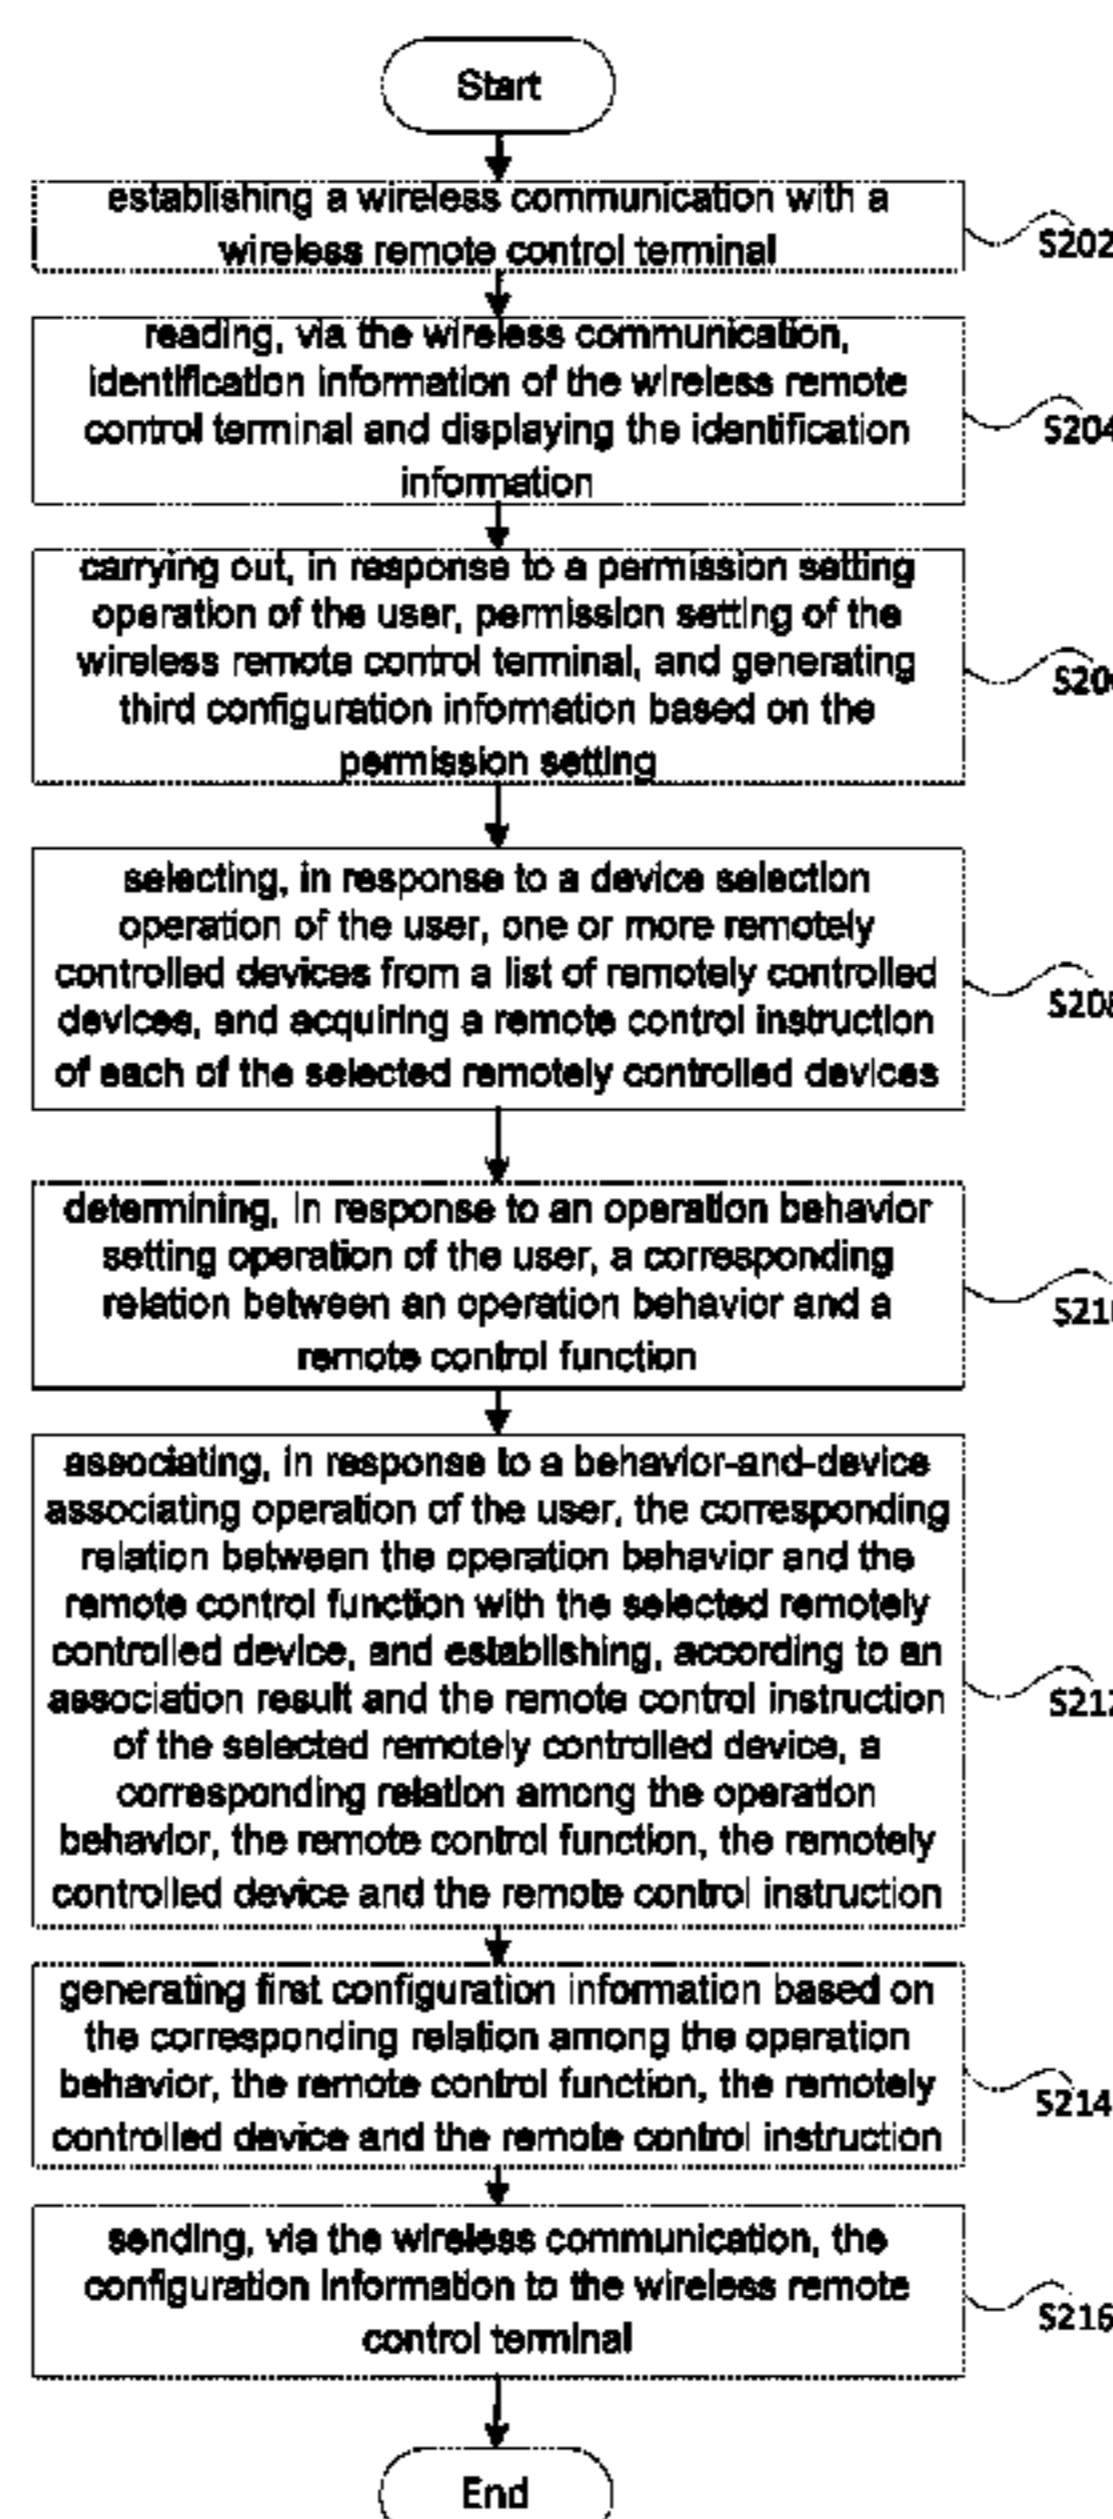 Start
establishing a wireless communication with a
wireless remote control terminal
S202
reading, via the wireless communication,
identification information of the wireless remote
control terminal and displaying the identification
information
S204
carrying out, in response to a permission setting
operation of the user, permission setting of the
wireless remote control terminal, and generating
third configuration information based on the
permission setting
selecting, in response to a device selection
operation of the user, one or more remotely
controlled devices from a list of remotely controlled
devices, and acquiring a remote control instruction
of each of the selected remotely controlled devices
S208
determining, in response to an operation behavior
setting operation of the user, a corresponding
relation between an operation behavior and a
remote control function
associating, in response to a behavior-and-device
associating operation of the user, the corresponding
relation between the operation behavior and the
remote control function with the selected remotely
controlled device, and establishing, according to an
association result and the remote control instruction
of the selected remotely controlled device, a
corresponding relation among the operation
behavior, the remote control function, the remotely
controlled device and the remote control instruction
S212
generating first configuration information based on
the corresponding relation among the operation
behavior, the remote control function, the remotely
controlled device and the remote control instruction
S214
sending, via the wireless communication, the
configuration information to the wireless remote
control terminal
S216
End